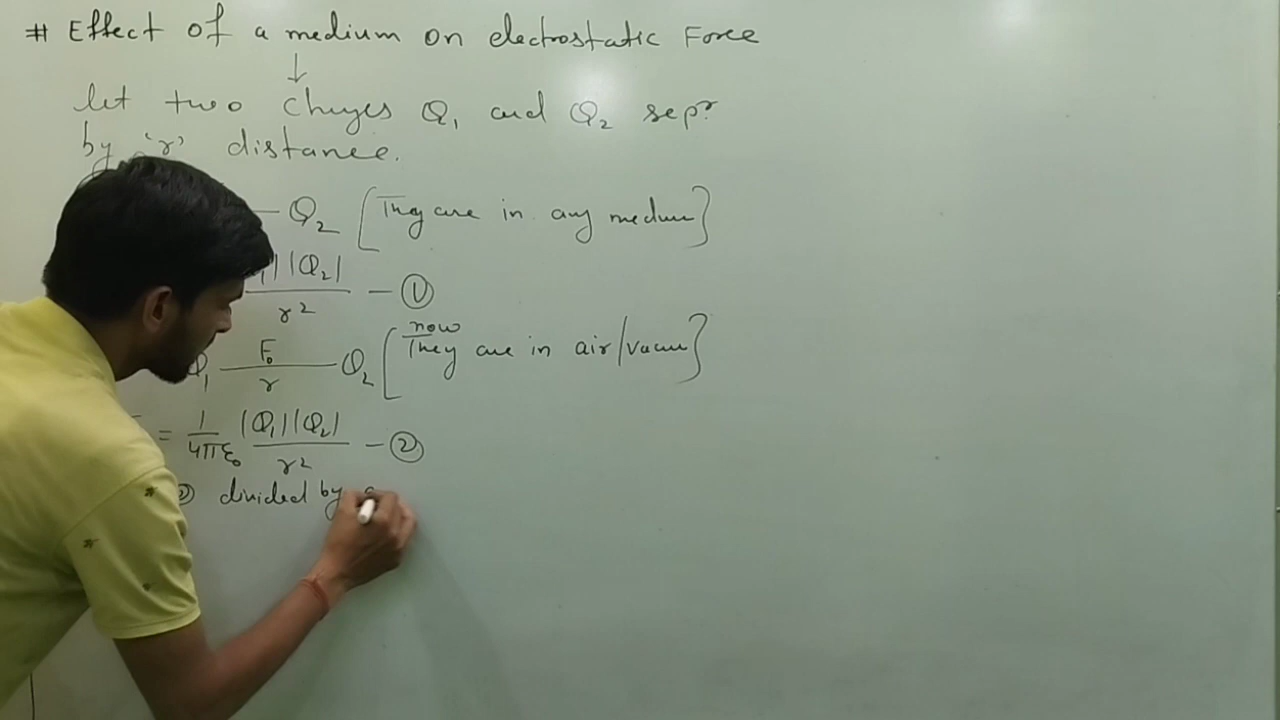 # Effect of a medium on electrostatic Force
↓
let two charges Q₁ and Q₂ sepr
by 'r' distance.
— Q₂ [They are in any medium]
| |Q₂| / r² — ①
Q₁ — F₀ / r — Q₂ [now They are in air/vacuum]
= 1/4πε₀ |Q₁||Q₂| / r² — ②
② divided by